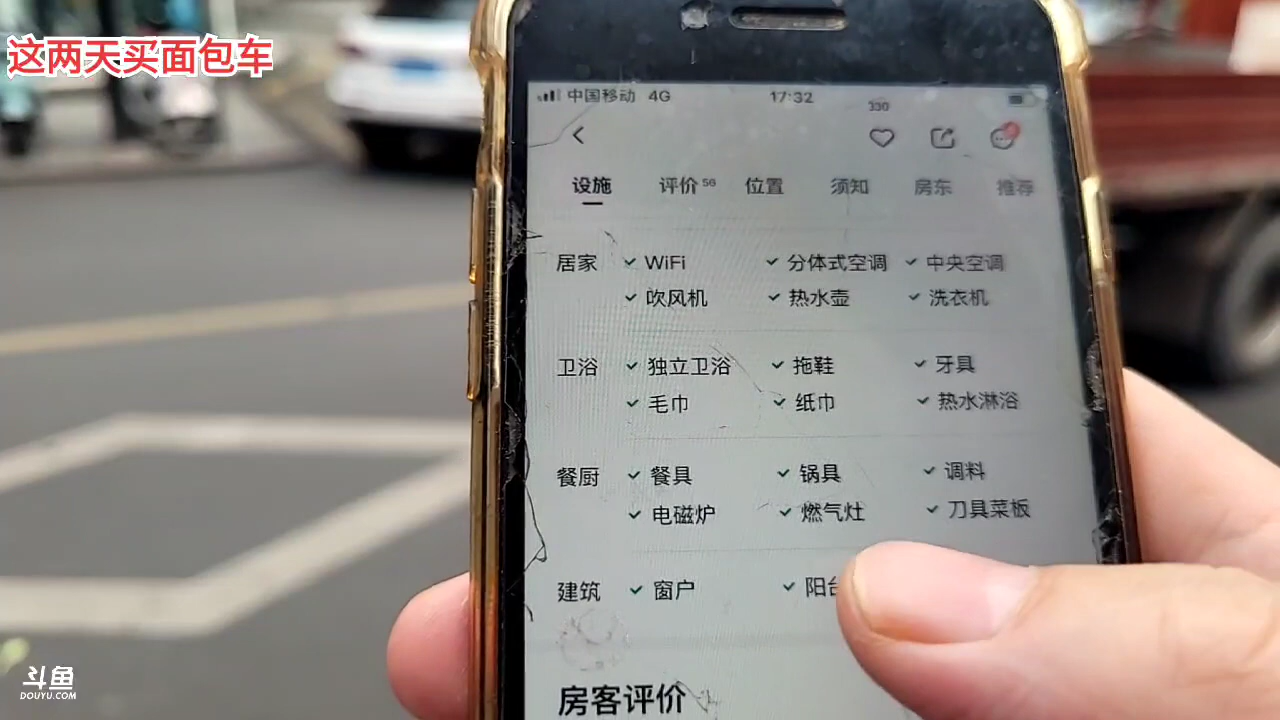 这两天买面包车
中国移动 4G 17:32
330
设施 评价 56 位置 须知 房东 推荐
居家 WiFi 分体式空调 中央空调
吹风机 热水壶 洗衣机
卫浴 独立卫浴 拖鞋 牙具
毛巾 纸巾 热水淋浴
餐厨 餐具 锅具 调料
电磁炉 燃气灶 刀具菜板
建筑 窗户 阳台
房客评价
斗鱼
DOUYU.COM